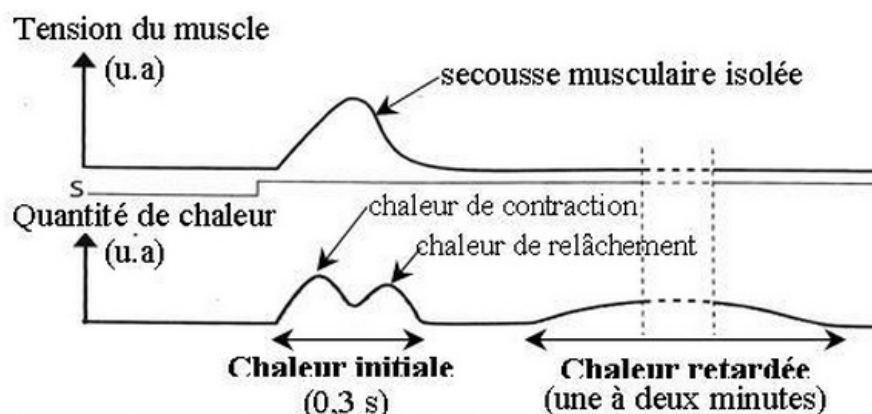 Tension du muscle
(u.a)
secousse musculaire isolée
S
Quantité de chaleur
(u.a)
chaleur de contraction
chaleur de relâchement
Chaleur initiale
(0,3 s)
Chaleur retardée
(une à deux minutes)